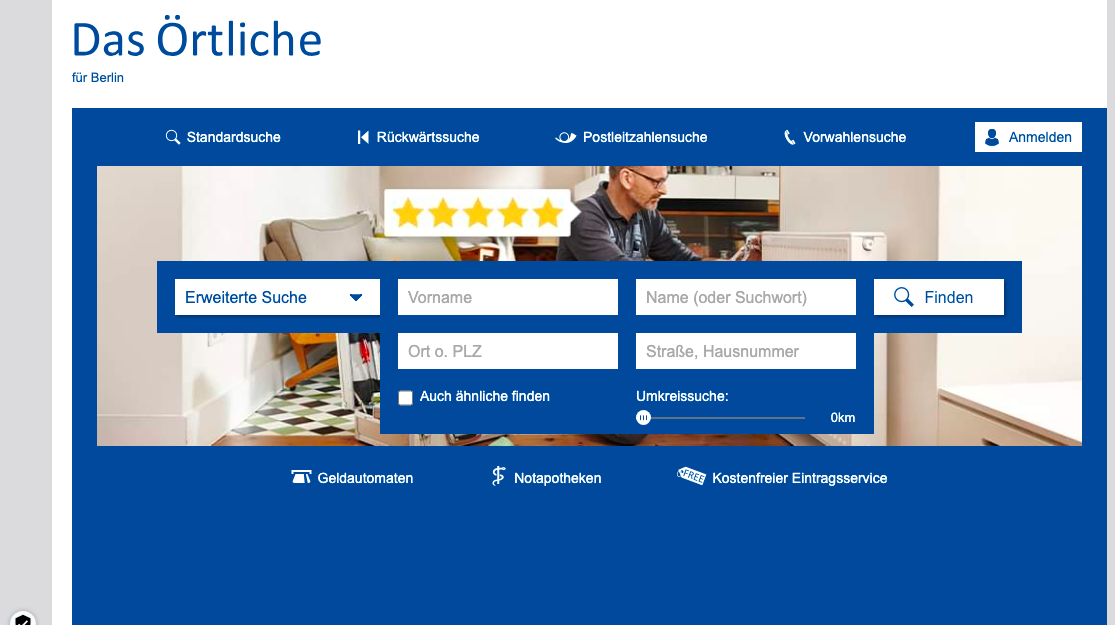 Das Örtliche
für Berlin
Standardsuche
Rückwärtssuche
Postleitzahlensuche
Vorwahlensuche
Anmelden
Erweiterte Suche
Vorname
Name (oder Suchwort)
Finden
Ort o. PLZ
Straße, Hausnummer
Auch ähnliche finden
Umkreissuche:
0km
Geldautomaten
Notapotheken
FREE
Kostenfreier Eintragsservice